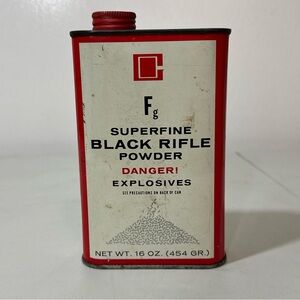 Fg
SUPERFINE
BLACK RIFLE
POWDER
DANGER!
EXPLOSIVES
SEE PRECAUTIONS ON BACK OF CAN
NET WT. 16 OZ. (454 GR.)